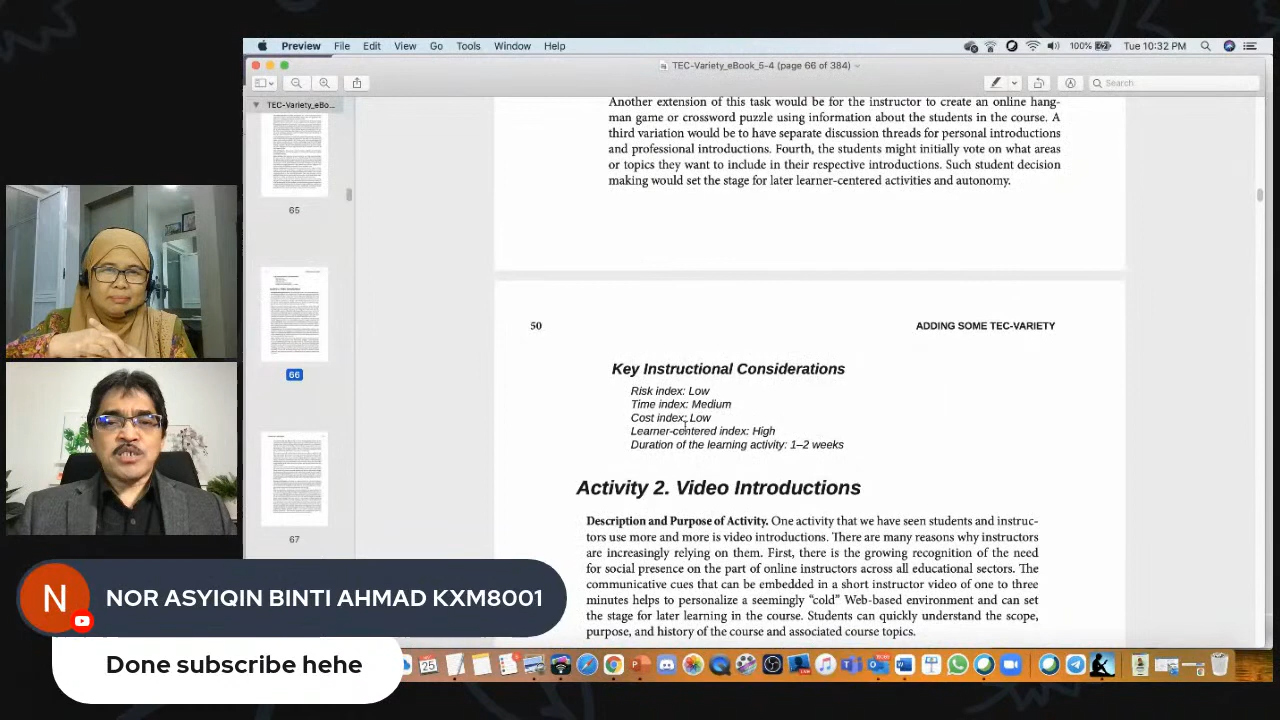 Preview File Edit View Go Tools Window Help
100% Tue 10:32 PM
TEC-Variety_eBook_5-4 (page 66 of 384)
Search
TEC-Variety_eBo...
65
66
67
Another extension of this task would be for the instructor to create an online hang-
man game or crossword puzzle using information about the students in the course. A
third variation would be to have separate discussion threads for personal introductions
and professional introductions. Fourth, the students might initially vote on what areas
or topics they want to include in their respective introductions. Such initial decision
making would set the stage for later learner-centered activities and autonomy.
50
ADDING SOME TEC-VARIETY
Key Instructional Considerations
Risk index: Low
Time index: Medium
Cost index: Low
Learner-centered index: High
Duration of the learning activity: 1–2 weeks
Activity 2. Video Introductions
Description and Purpose of Activity. One activity that we have seen students and instruc-
tors use more and more is video introductions. There are many reasons why instructors
are increasingly relying on them. First, there is the growing recognition of the need
for social presence on the part of online instructors across all educational sectors. The
communicative cues that can be embedded in a short instructor video of one to three
minutes helps to personalize a seemingly “cold” Web-based environment and can set
the stage for later learning in the course. Students can quickly understand the scope,
purpose, and history of the course and associated course topics.
N
NOR ASYIQIN BINTI AHMAD KXM8001
Done subscribe hehe
25